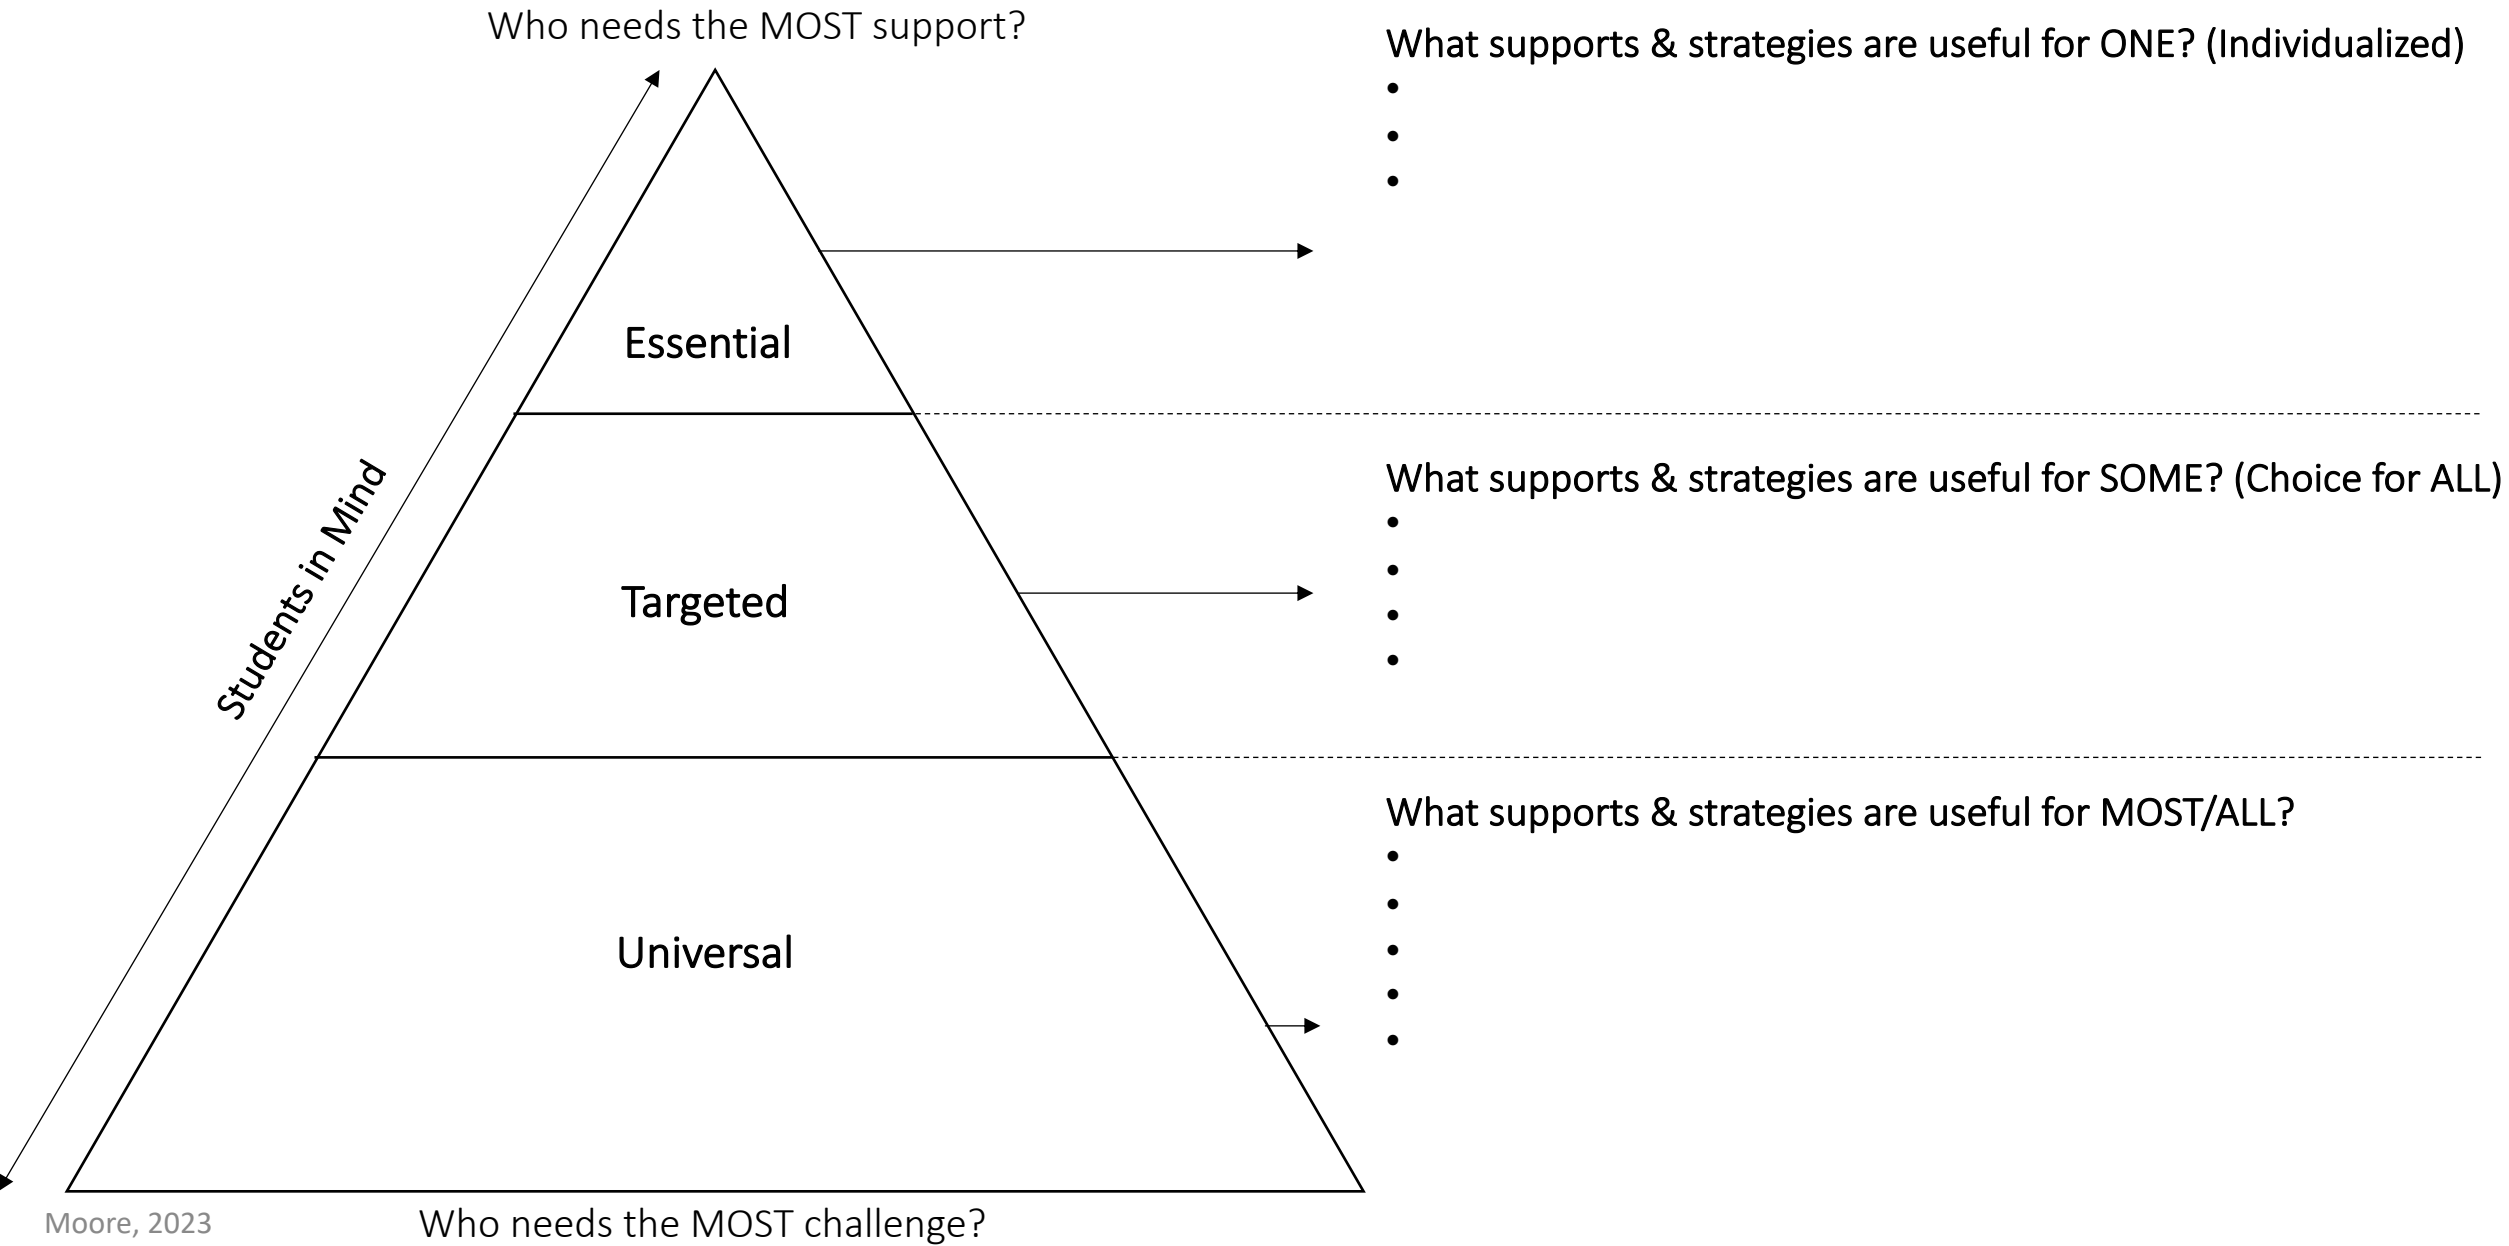 Who needs the MOST support?
What supports & strategies are useful for ONE? (Individualized)
•
•
•
Essential
Students in Mind
What supports & strategies are useful for SOME? (Choice for ALL)
•
•
•
•
Targeted
What supports & strategies are useful for MOST/ALL?
•
•
•
•
•
Universal
Moore, 2023
Who needs the MOST challenge?